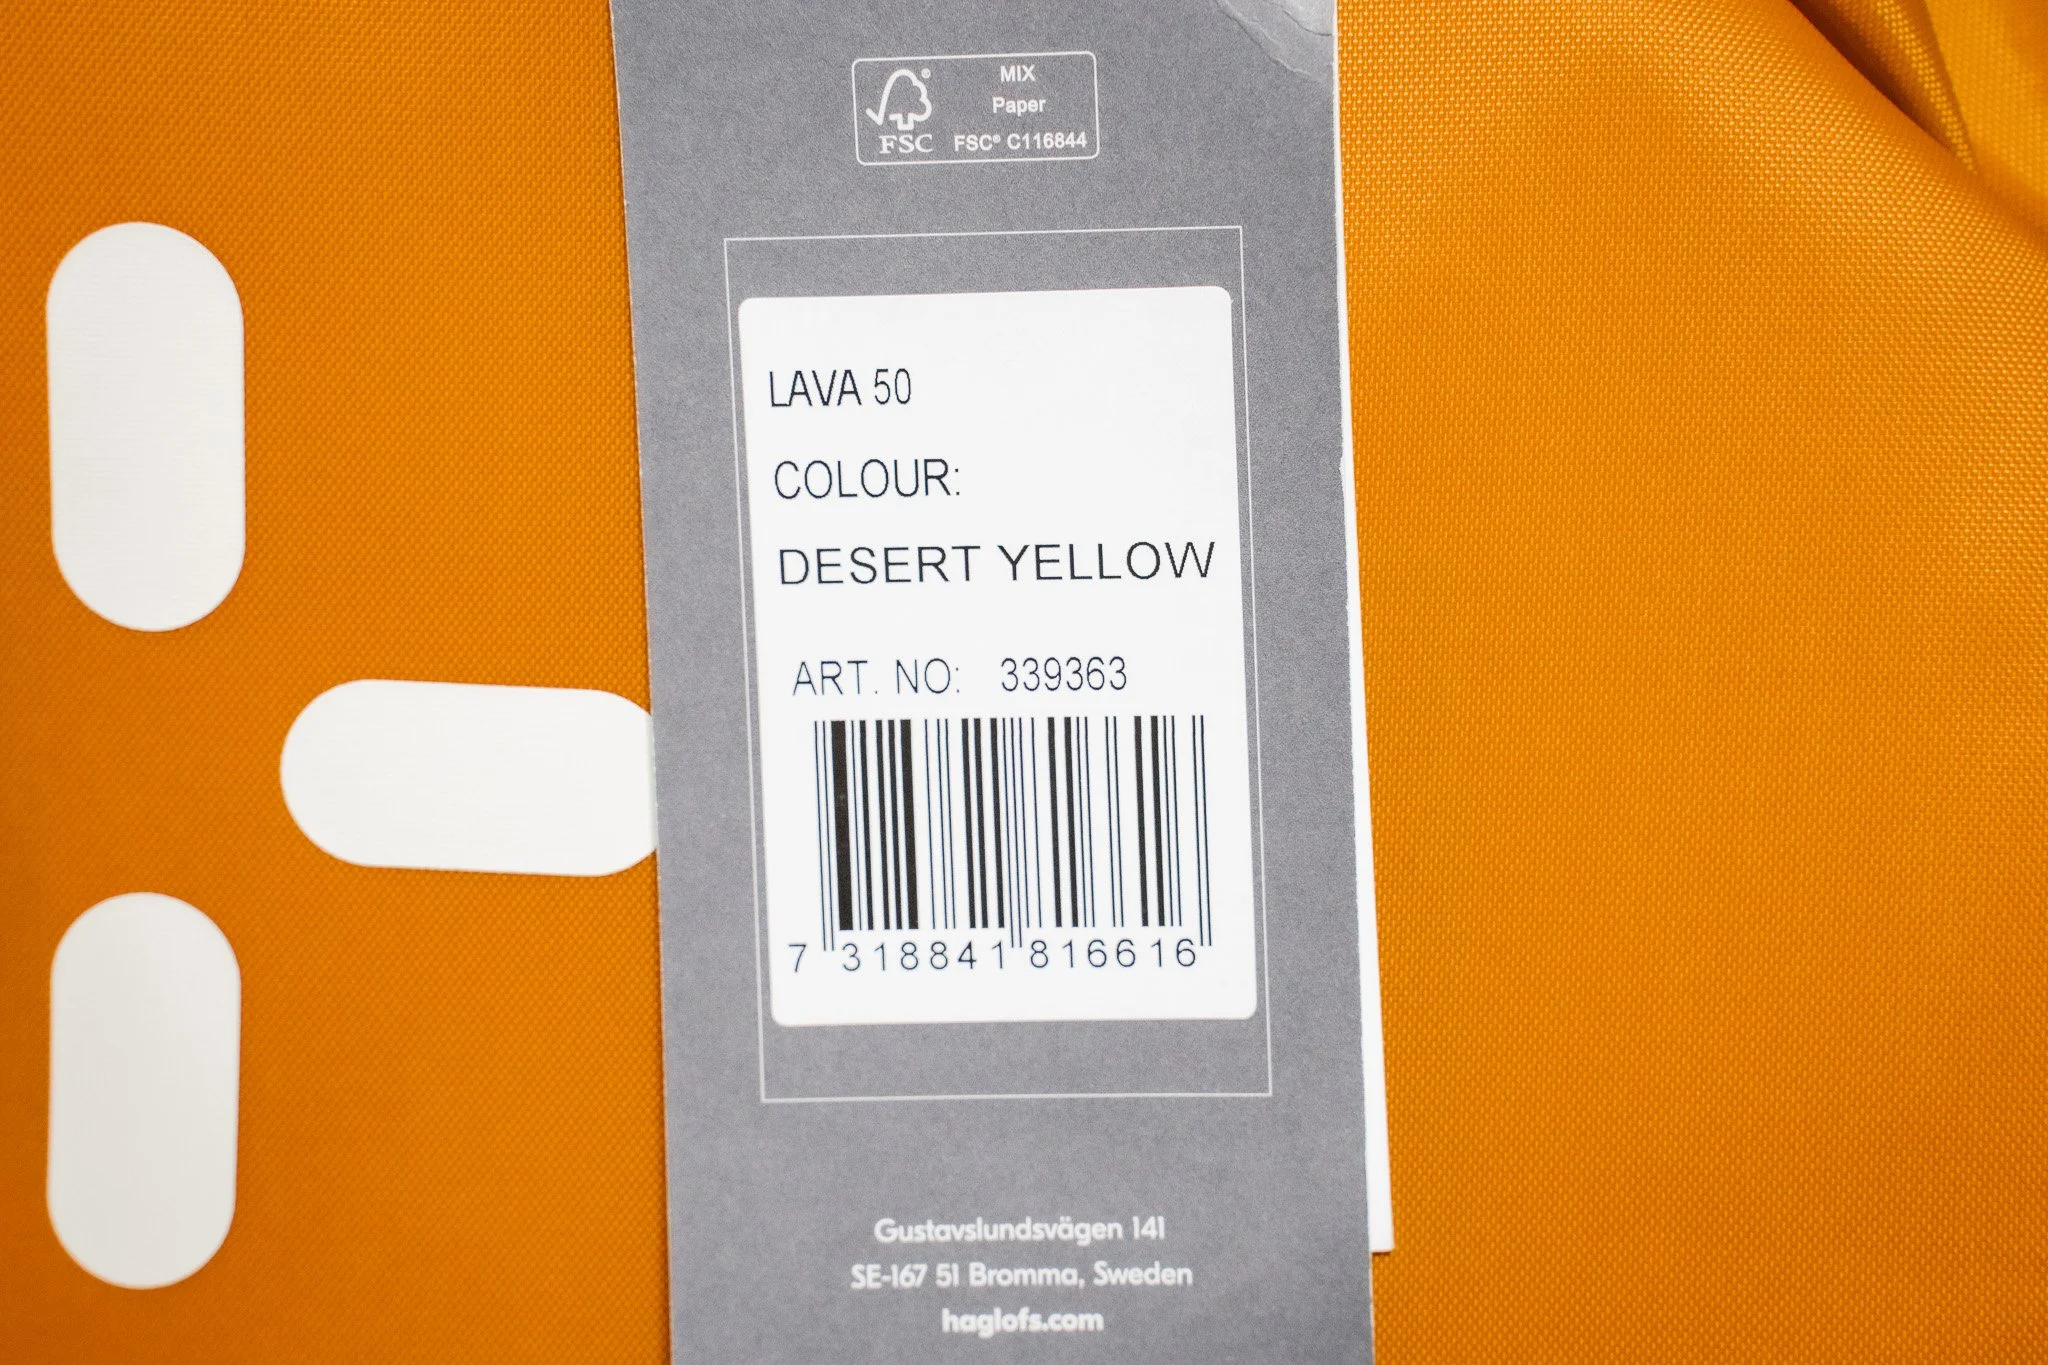 MIX
Paper
FSC® C116844
FSC
LAVA 50
COLOUR:
DESERT YELLOW
ART. NO: 339363
7 318841 816616
Gustavslundsvägen 141
SE-167 51 Bromma, Sweden
haglofs.com